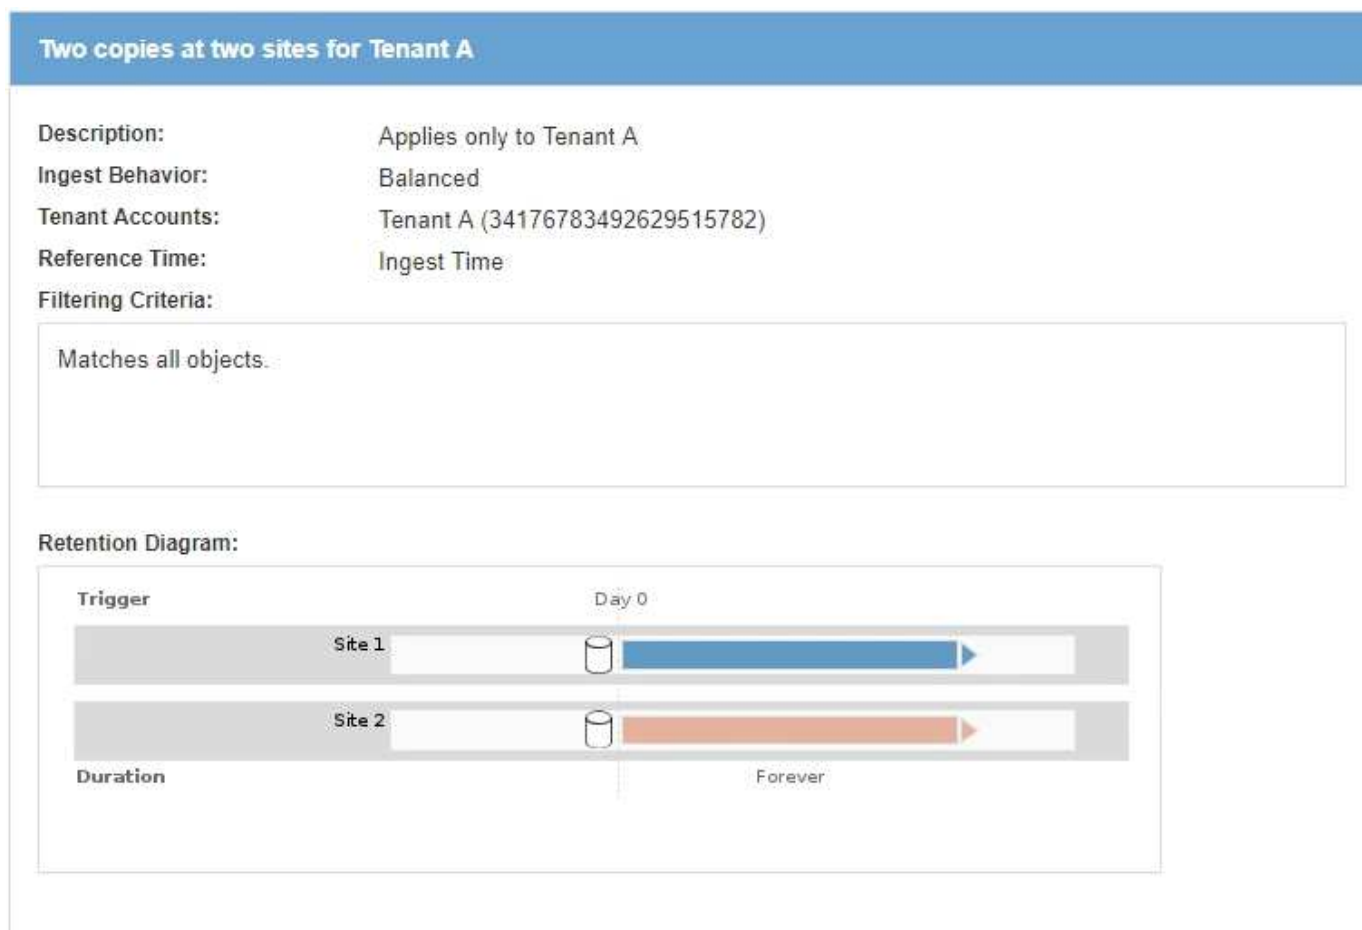 Two copies at two sites for Tenant A
Description: Applies only to Tenant A
Ingest Behavior: Balanced
Tenant Accounts: Tenant A (34176783492629515782)
Reference Time: Ingest Time
Filtering Criteria:
Matches all objects.
Retention Diagram:
Trigger Day 0
Site 1
Site 2
Duration Forever